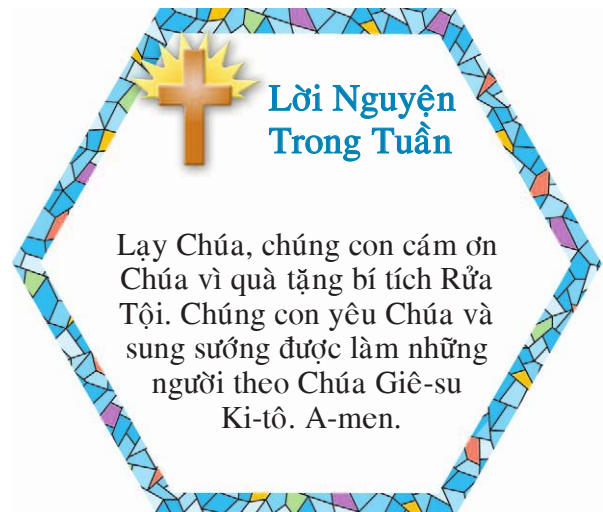 Lời Nguyện
Trong Tuần
Lạy Chúa, chúng con cám ơn
Chúa vì quà tặng bí tích Rửa
Tội. Chúng con yêu Chúa và
sung sướng được làm những
người theo Chúa Giê-su
Ki-tô. A-men.